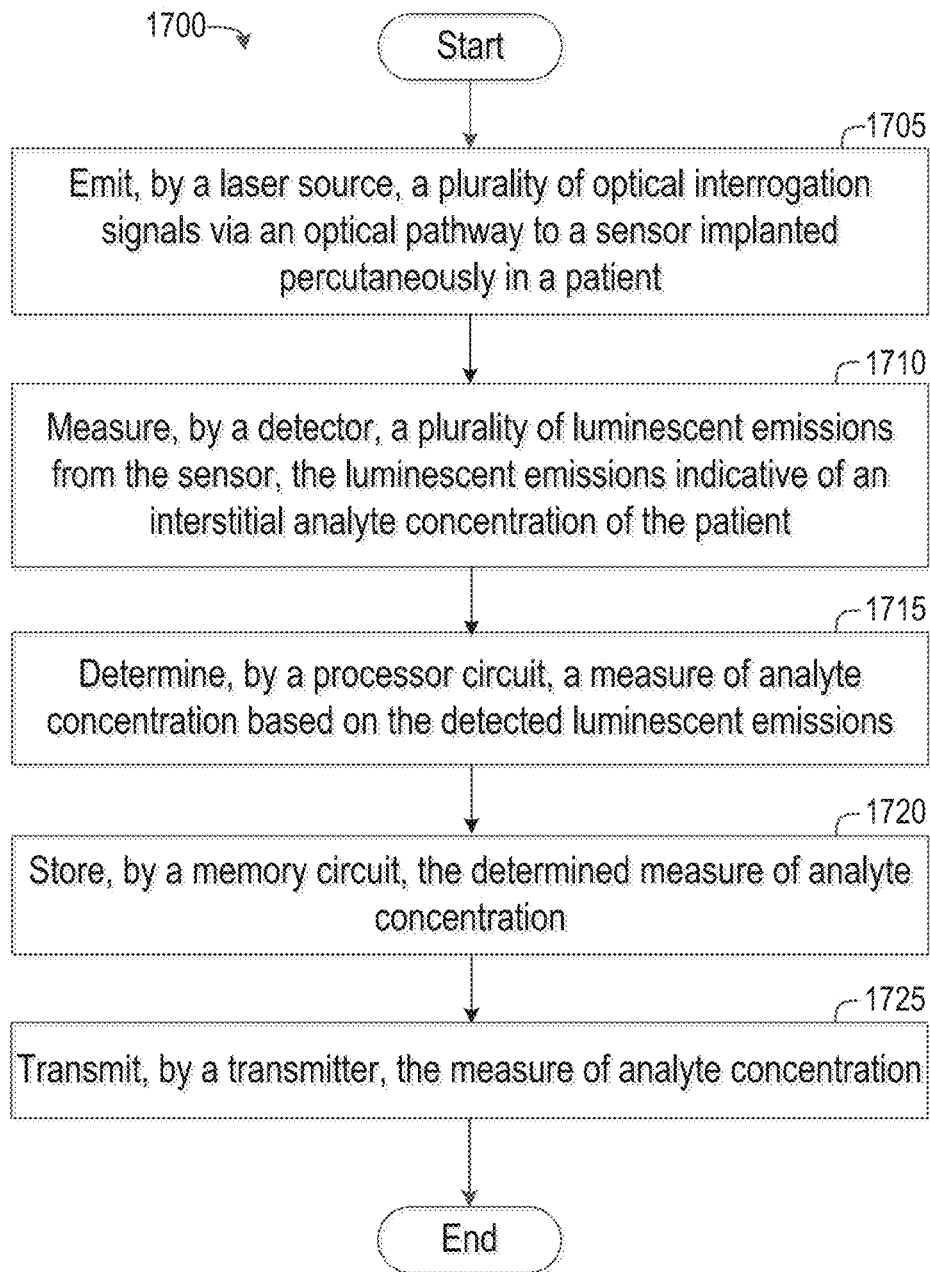 1700
Start
1705
Emit, by a laser source, a plurality of optical interrogation
signals via an optical pathway to a sensor implanted
percutaneously in a patient
1710
Measure, by a detector, a plurality of luminescent emissions
from the sensor, the luminescent emissions indicative of an
interstitial analyte concentration of the patient
1715
Determine, by a processor circuit, a measure of analyte
concentration based on the detected luminescent emissions
1720
Store, by a memory circuit, the determined measure of analyte
concentration
1725
Transmit, by a transmitter, the measure of analyte concentration
End